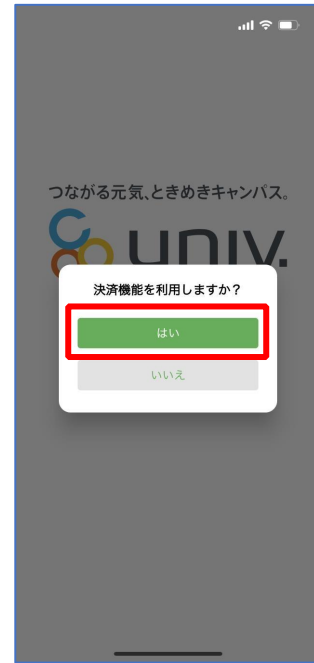 つながる元気、ときめきキャンパス。
univ.
決済機能を利用しますか？
はい
いいえ